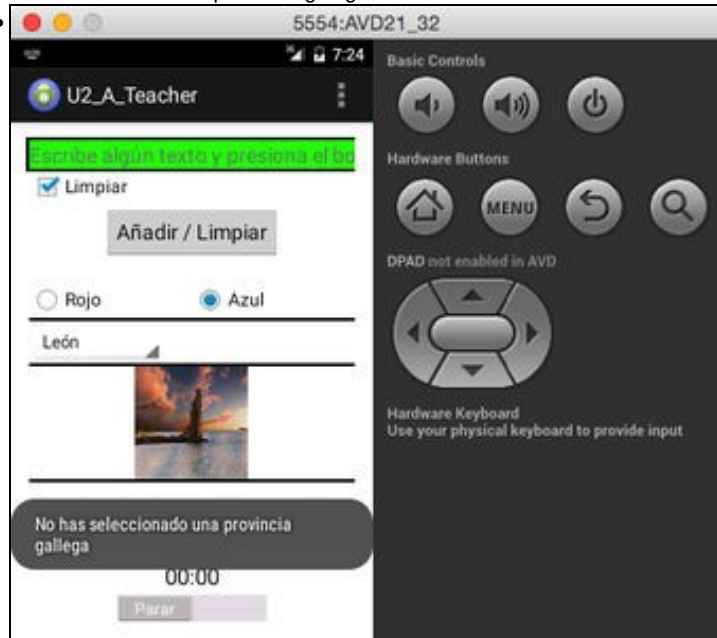 5554:AVD21_32
7:24
U2_A_Teacher
Escribe algún texto y presiona el bo
Limpiar
Añadir / Limpiar
Rojo
Azul
León
No has seleccionado una provincia
gallega
00:00
Parar
Basic Controls
Hardware Buttons
MENU
DPAD not enabled in AVD
Hardware Keyboard
Use your physical keyboard to provide input